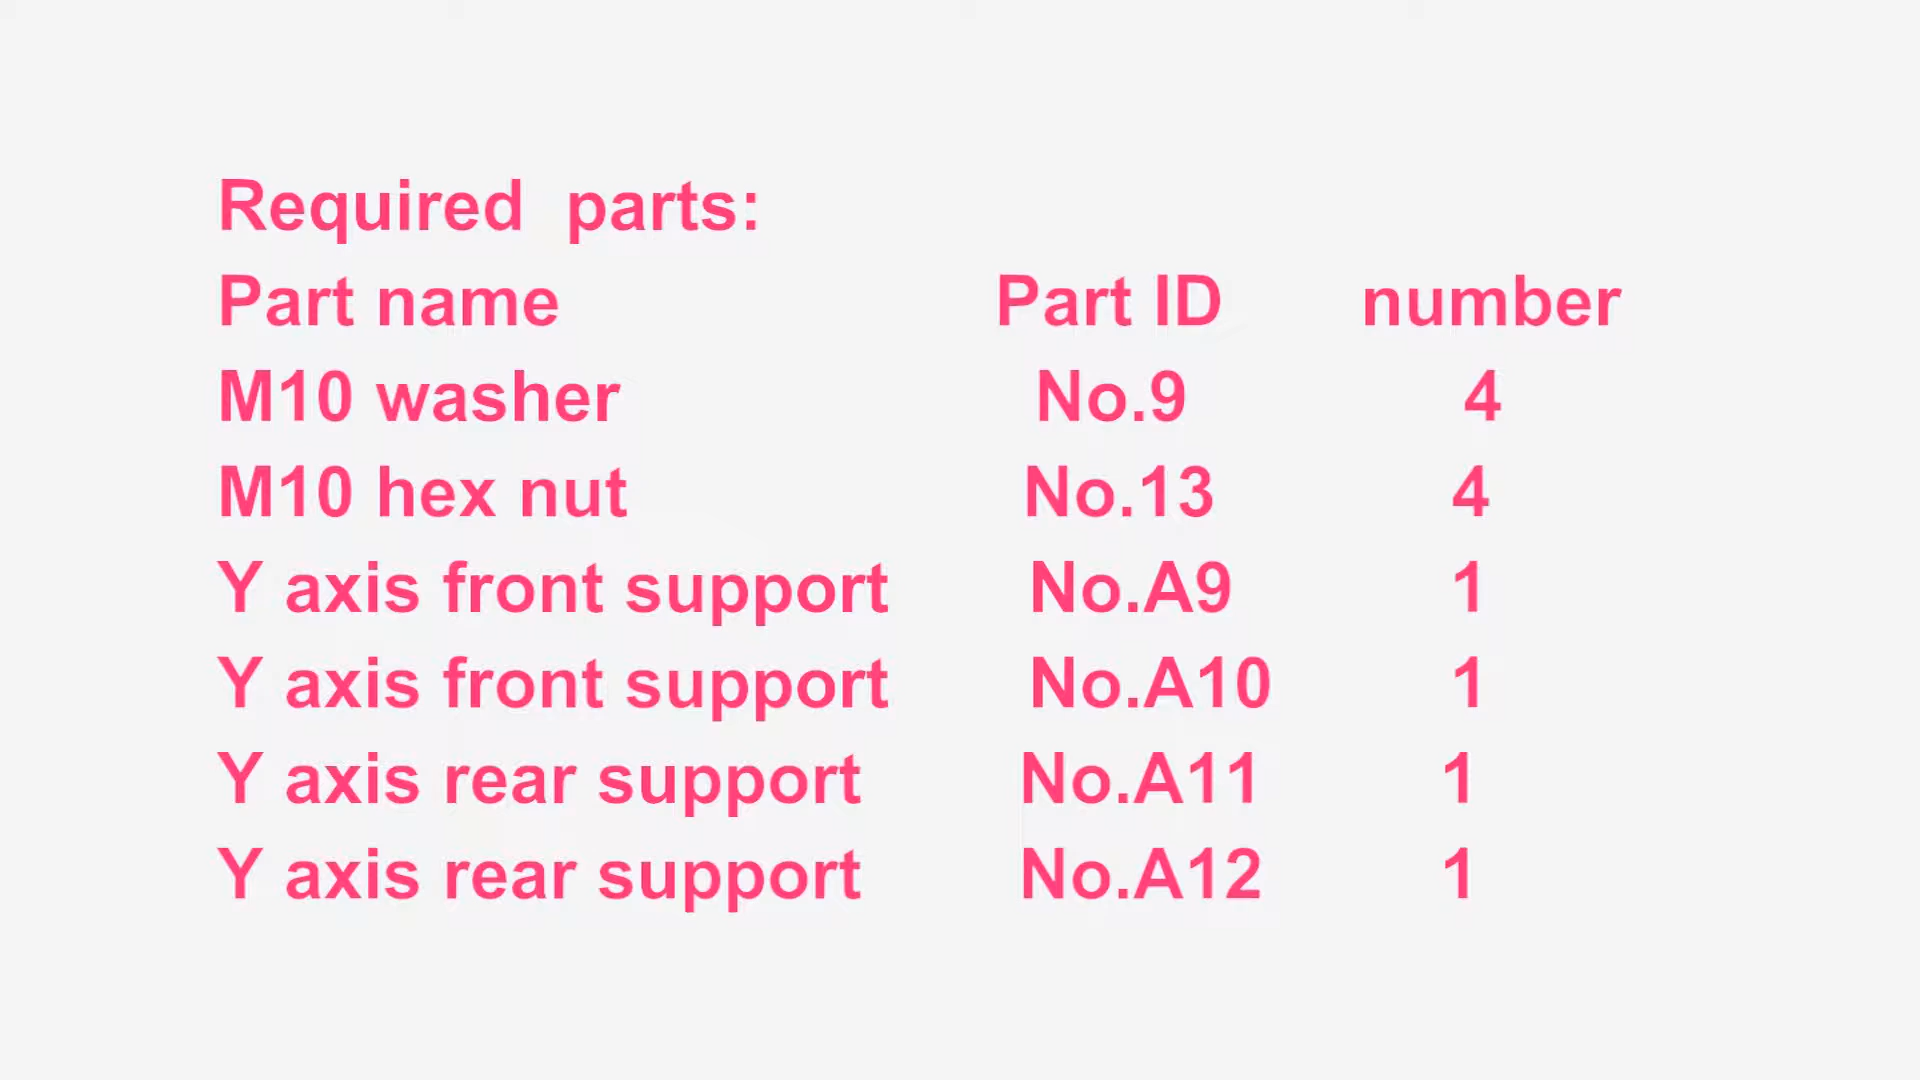 Required parts:
Part name Part ID number
M10 washer No.9 4
M10 hex nut No.13 4
Y axis front support No.A9 1
Y axis front support No.A10 1
Y axis rear support No.A11 1
Y axis rear support No.A12 1